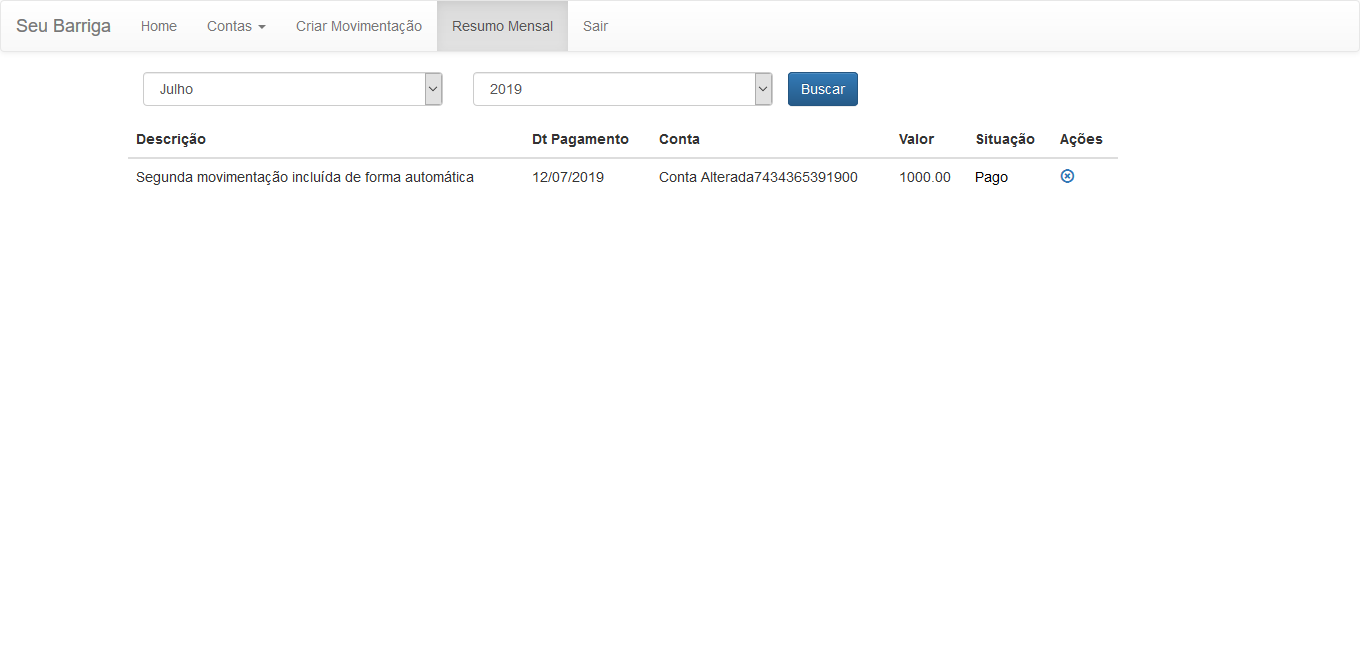 Seu Barriga Home Contas Criar Movimentação Resumo Mensal Sair
Julho 2019 Buscar
Descrição Dt Pagamento Conta Valor Situação Ações
Segunda movimentação incluída de forma automática 12/07/2019 Conta Alterada7434365391900 1000.00 Pago